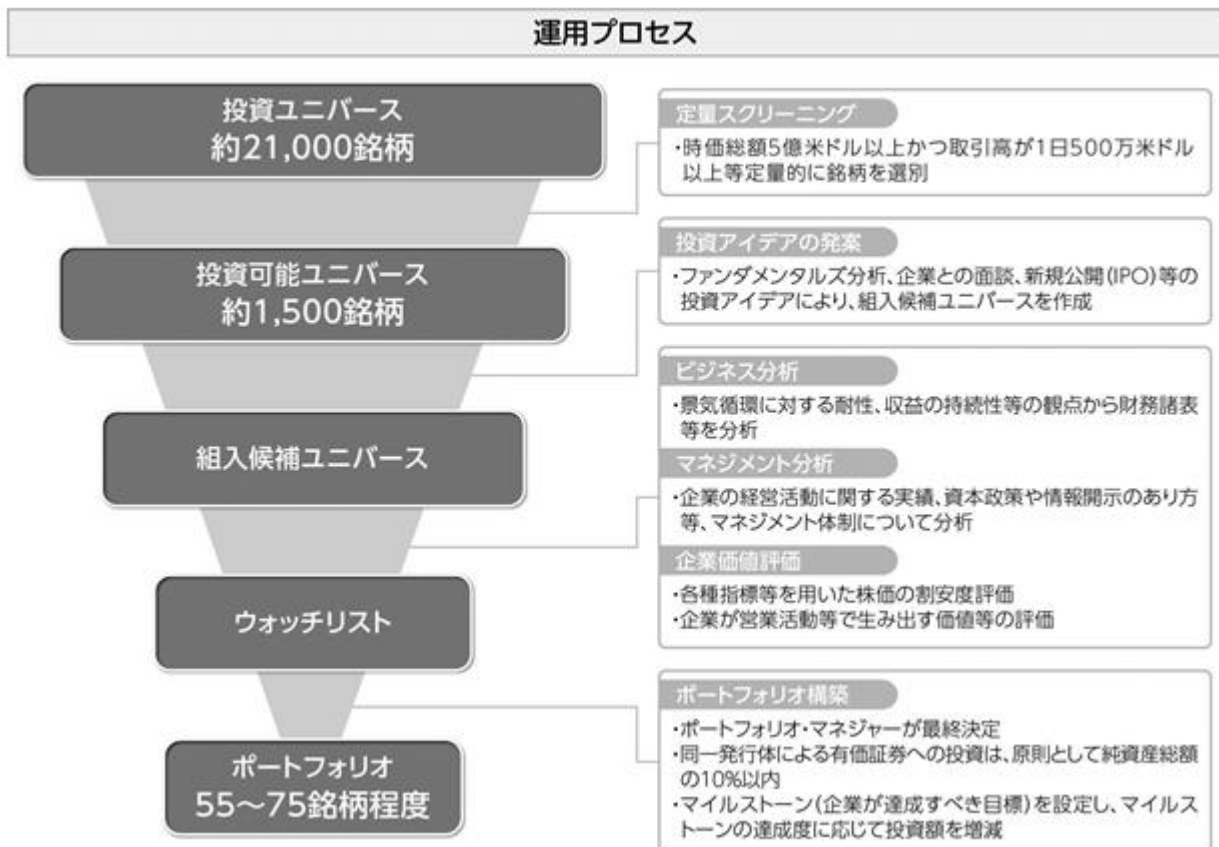 運用プロセス
投資ユニバース
約21,000銘柄
定量スクリーニング
・時価総額5億米ドル以上かつ取引高が1日500万米ドル
以上等定量的に銘柄を選別
投資可能ユニバース
約1,500銘柄
投資アイデアの発案
・ファンダメンタルズ分析、企業との面談、新規公開(IPO)等の
投資アイデアにより、組入候補ユニバースを作成
組入候補ユニバース
ビジネス分析
・景気循環に対する耐性、収益の持続性等の観点から財務諸表
等を分析
マネジメント分析
・企業の経営活動に関する実績、資本政策や情報開示のあり方
等、マネジメント体制について分析
企業価値評価
・各種指標等を用いた株価の割安度評価
・企業が営業活動等で生み出す価値等の評価
ウォッチリスト
ポートフォリオ構築
・ポートフォリオ・マネジャーが最終決定
・同一発行体による有価証券への投資は、原則として純資産総額
の10%以内
・マイルストーン(企業が達成すべき目標)を設定し、マイルス
トーンの達成度に応じて投資額を増減
ポートフォリオ
55～75銘柄程度